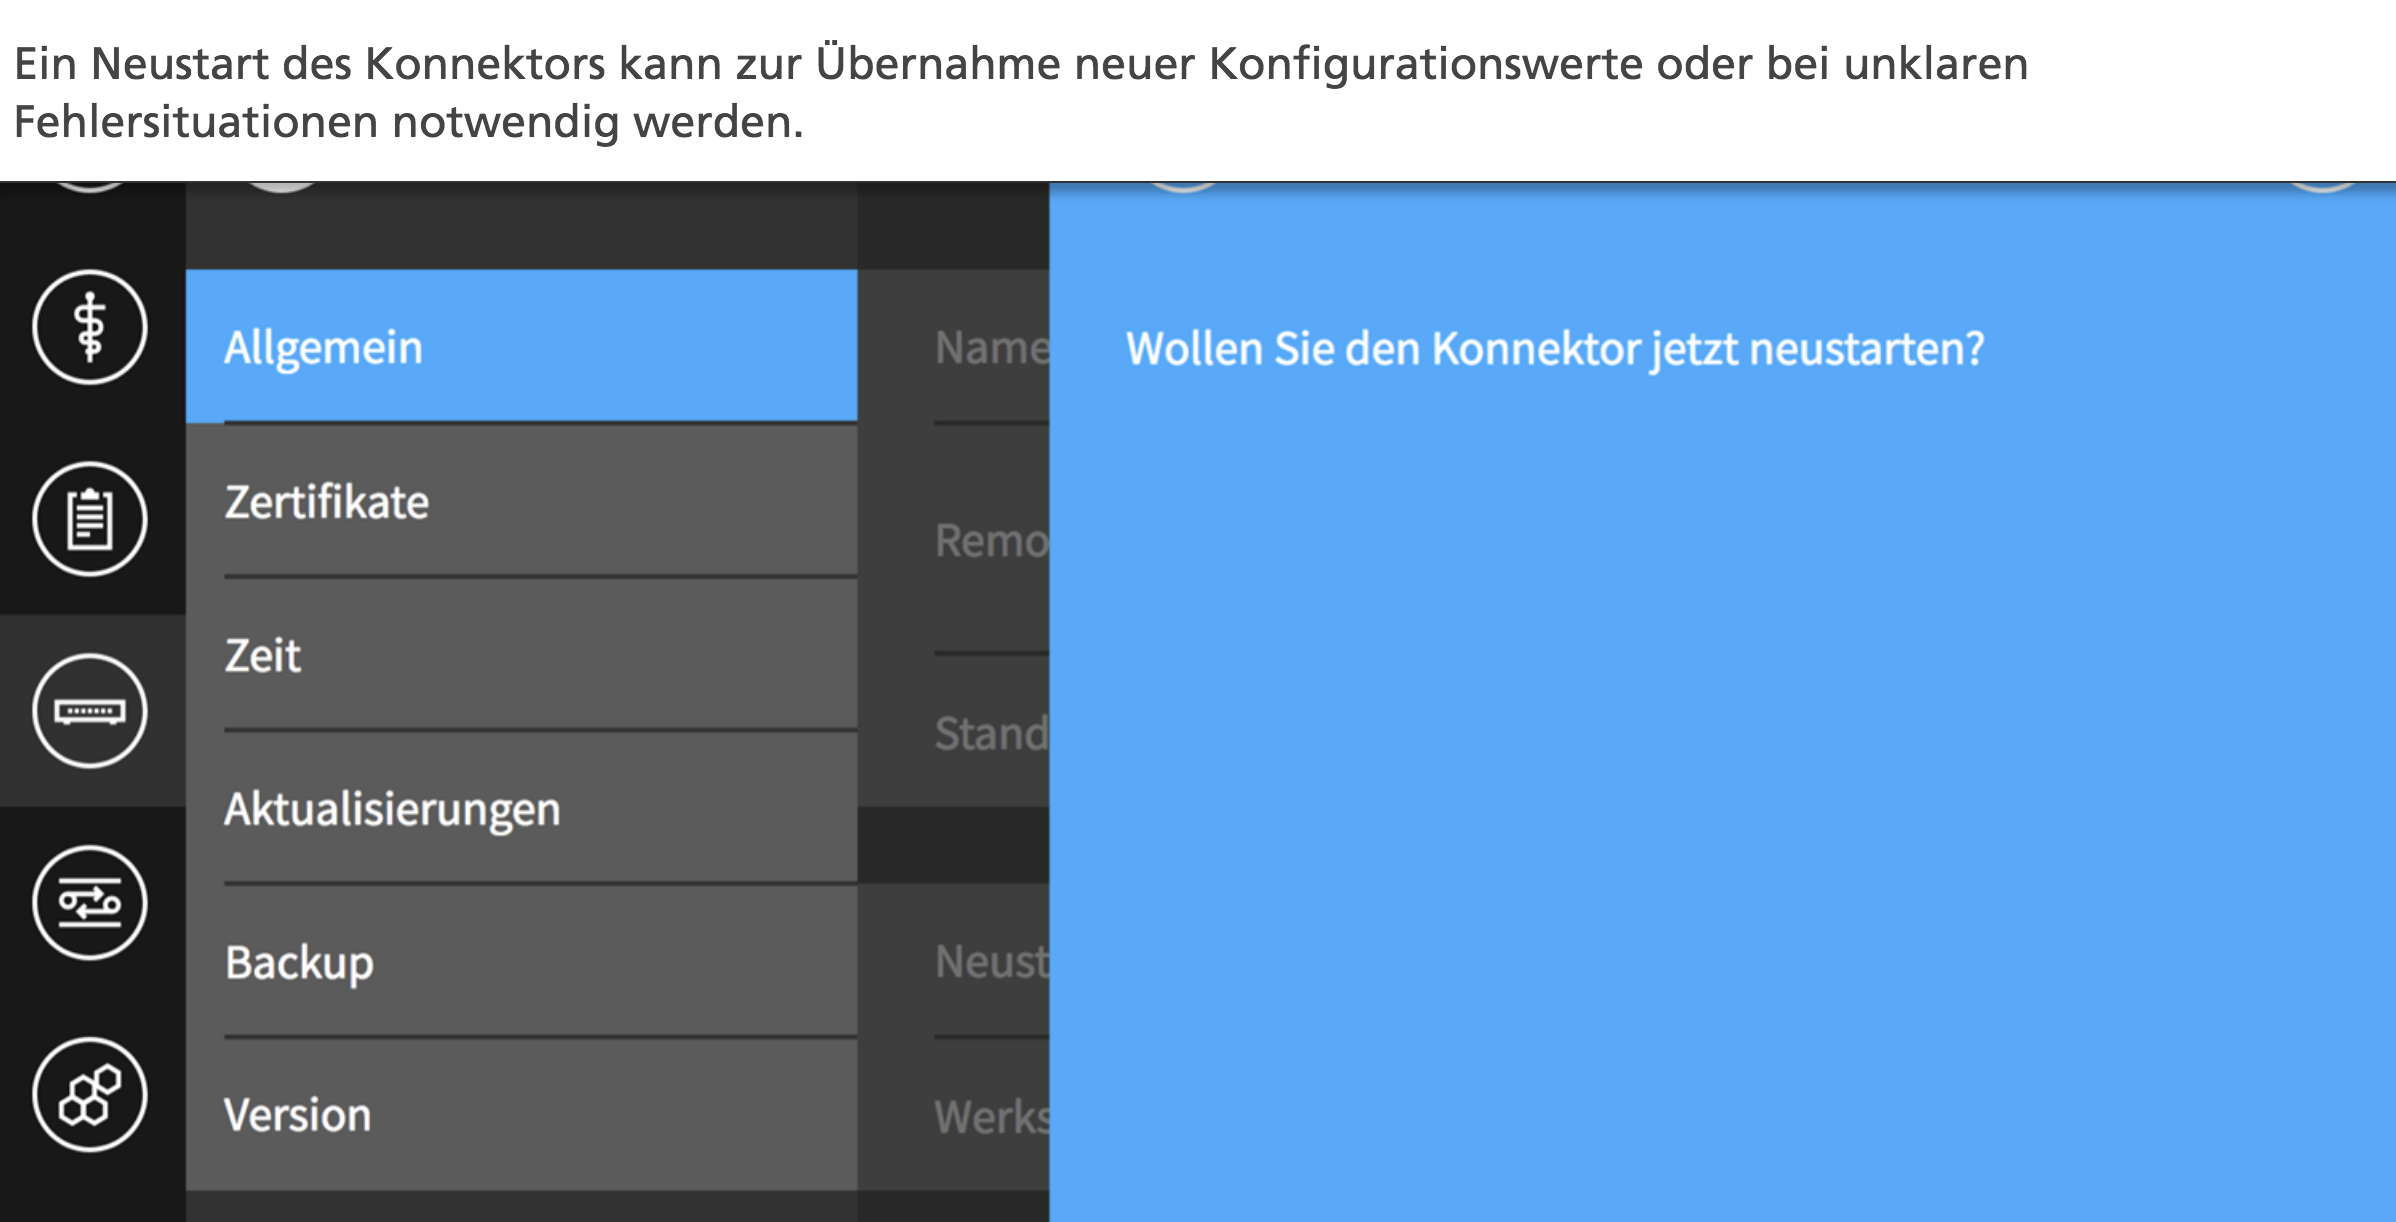 Ein Neustart des Konnektors kann zur Übernahme neuer Konfigurationswerte oder bei unklaren
Fehlersituationen notwendig werden.
Allgemein
Zertifikate
Zeit
Aktualisierungen
Backup
Version
Name
Remo
Stand
Neust
Werks
Wollen Sie den Konnektor jetzt neustarten?